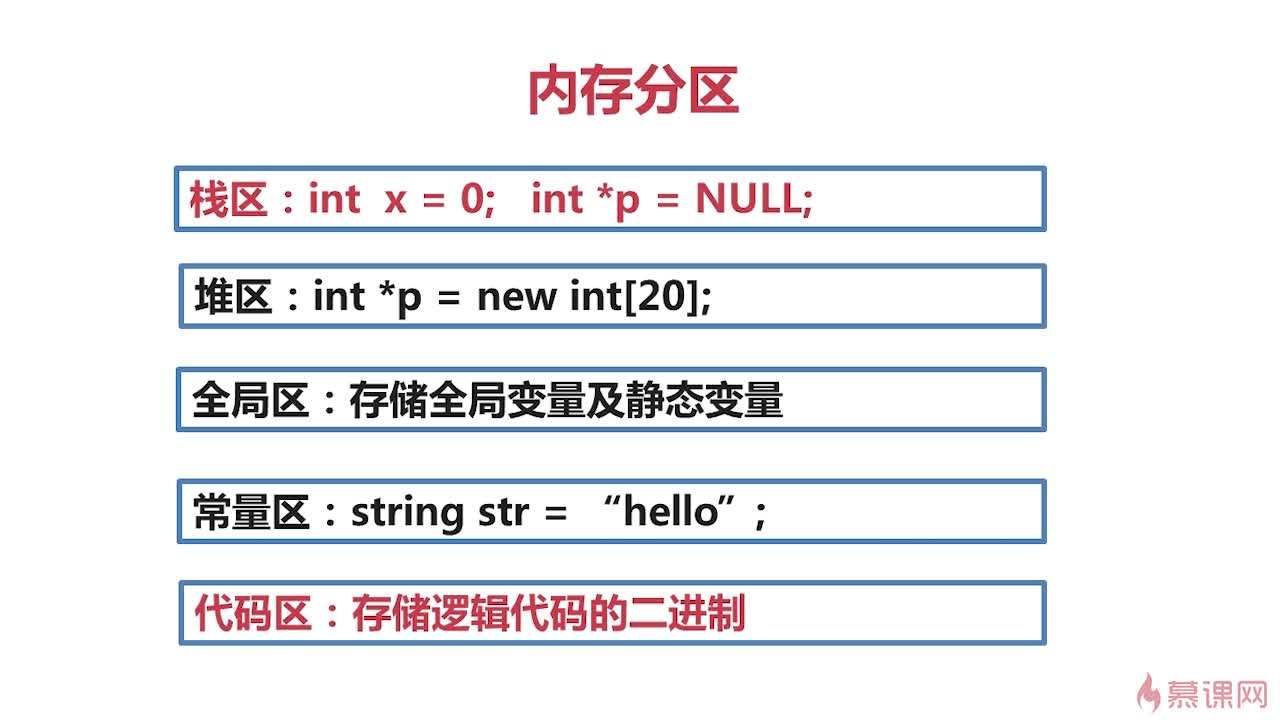 内存分区
栈区：int x = 0; int *p = NULL;
堆区：int *p = new int[20];
全局区：存储全局变量及静态变量
常量区：string str = “hello”;
代码区：存储逻辑代码的二进制
慕课网